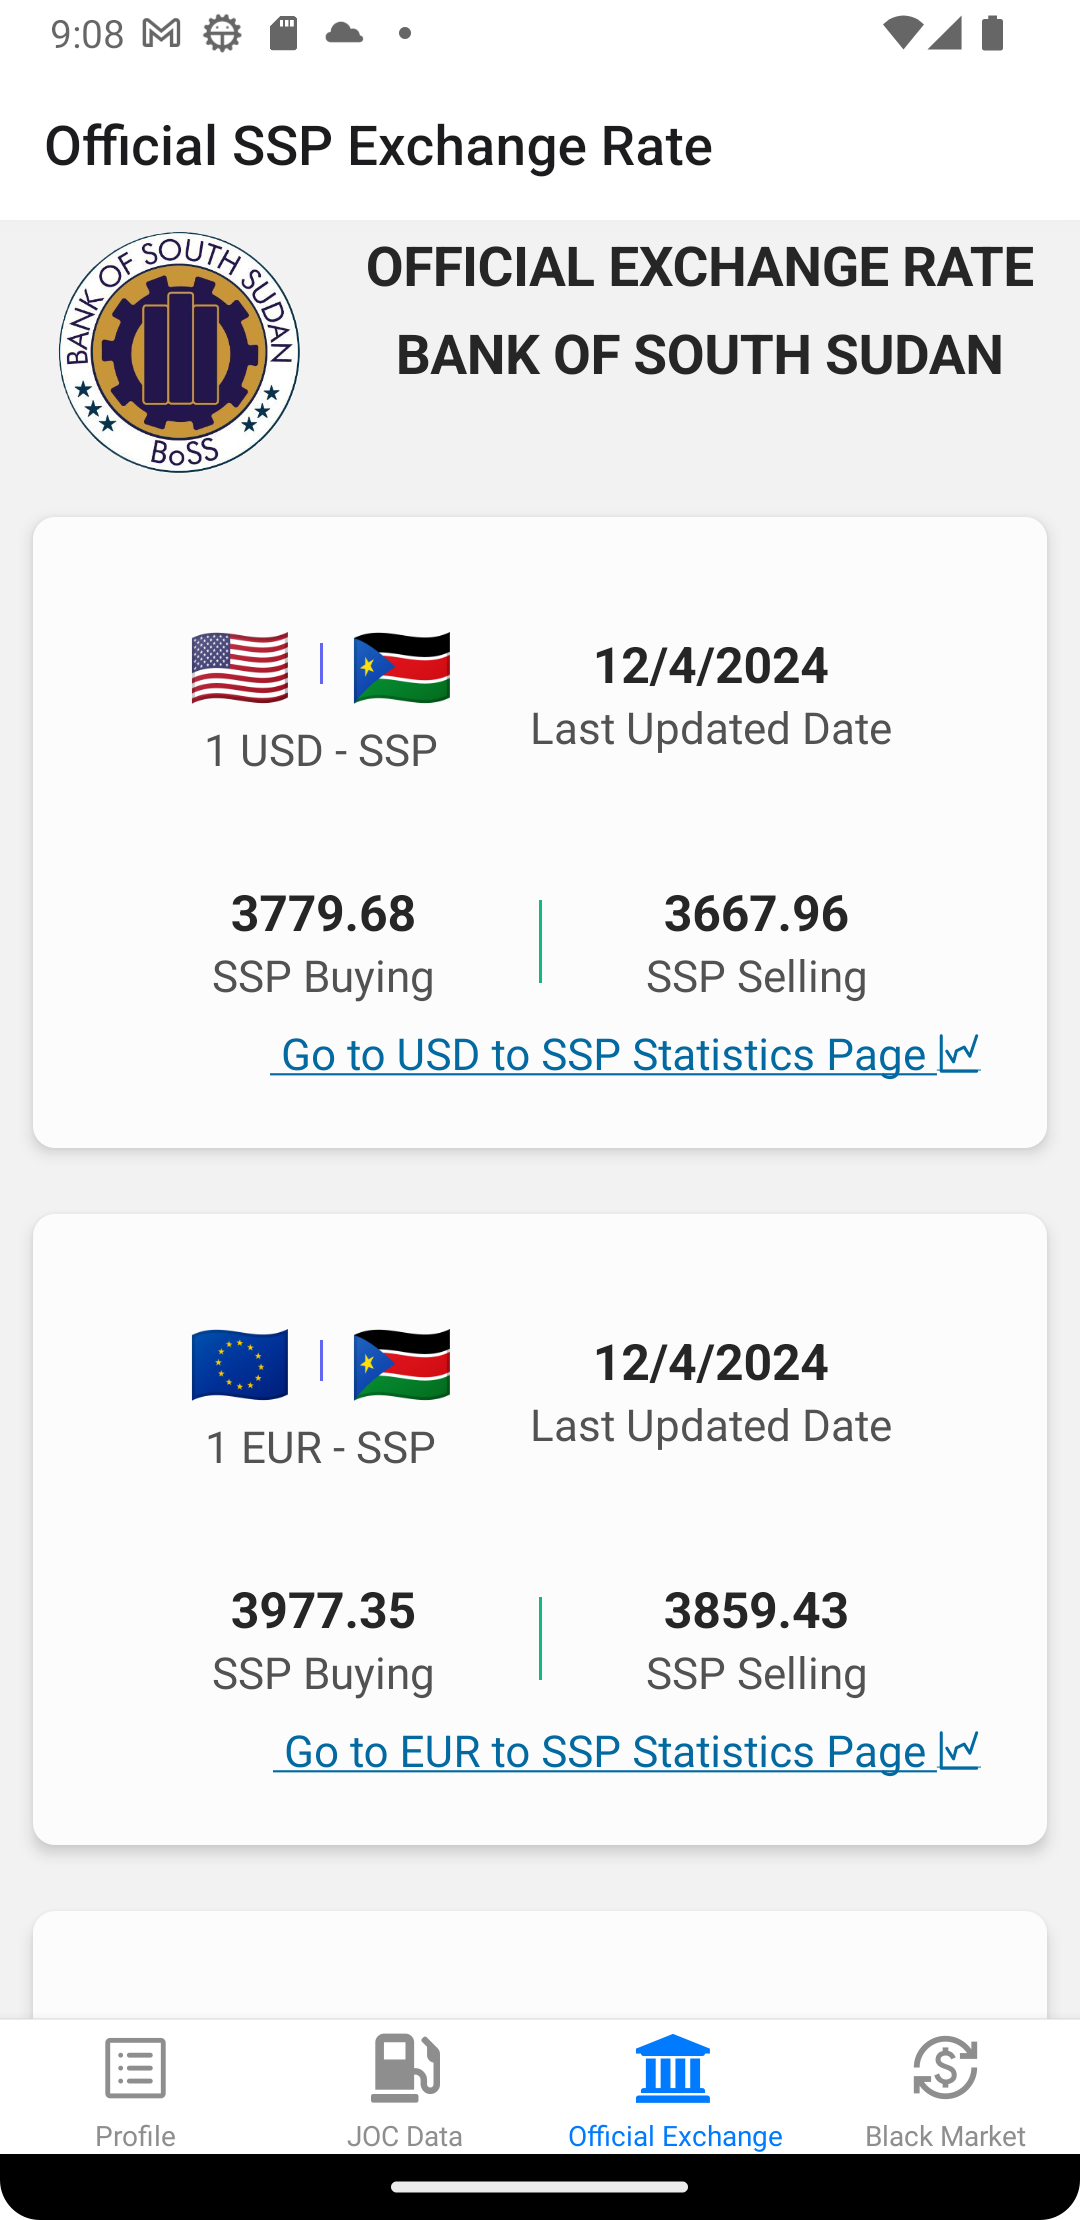 9:08
Official SSP Exchange Rate
BANK OF SOUTH SUDAN
BoSS
OFFICIAL EXCHANGE RATE
BANK OF SOUTH SUDAN
1 USD - SSP
12/4/2024
Last Updated Date
3779.68
SSP Buying
3667.96
SSP Selling
Go to USD to SSP Statistics Page
1 EUR - SSP
12/4/2024
Last Updated Date
3977.35
SSP Buying
3859.43
SSP Selling
Go to EUR to SSP Statistics Page
Profile
JOC Data
Official Exchange
Black Market